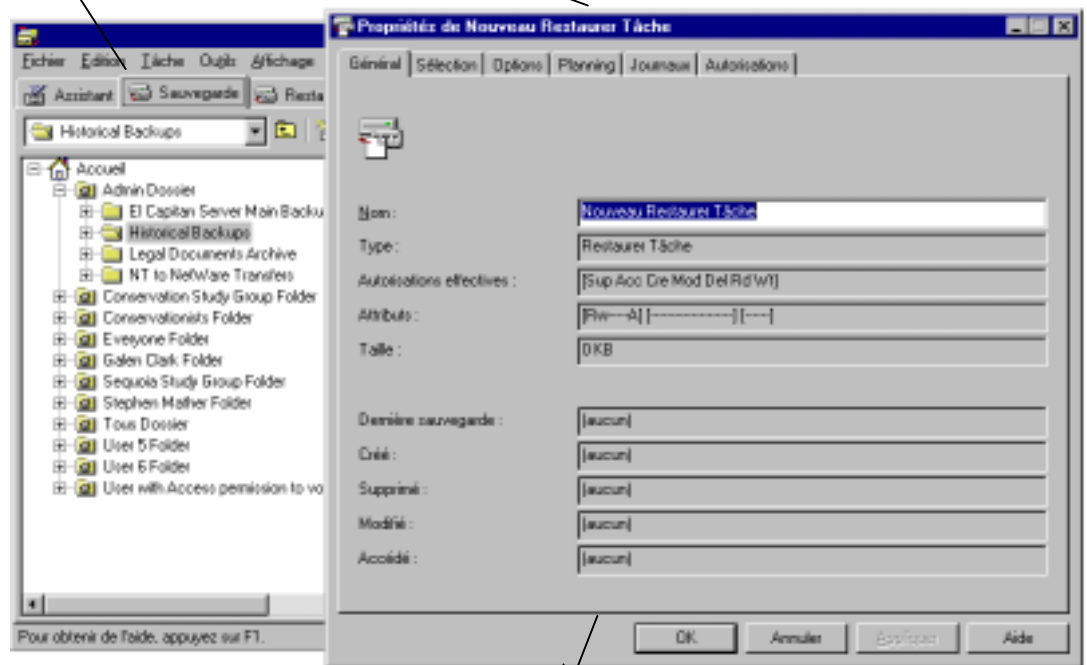 Fichier Edition Tâche Outils Affichage
Assistant Sauvegarde Resta
Historical Backups
Accueil
Admin Dossier
El Capitan Server Main Backu
Historical Backups
Legal Documents Archive
NT to NetWare Transfers
Conservation Study Group Folder
Conservationists Folder
Everyone Folder
Galen Clark Folder
Sequoia Study Group Folder
Stephen Mather Folder
Tous Dossier
User 5 Folder
User 6 Folder
User with Access permission to vo
Pour obtenir de l'aide, appuyez sur F1.
Propriétés de Nouveau Restaurer Tâche
Général Sélection Options Planning Journaux Autorisations
Nom : Nouveau Restaurer Tâche
Type : Restaurer Tâche
Autorisations effectives : [Sup Acc Cre Mod Del Rd Wt]
Attributs :
Taille : 0 KB
Dernière sauvegarde : (aucun)
Créé : (aucun)
Supprimé : (aucun)
Modifié : (aucun)
Accédé : (aucun)
OK Annuler Appliquer Aide